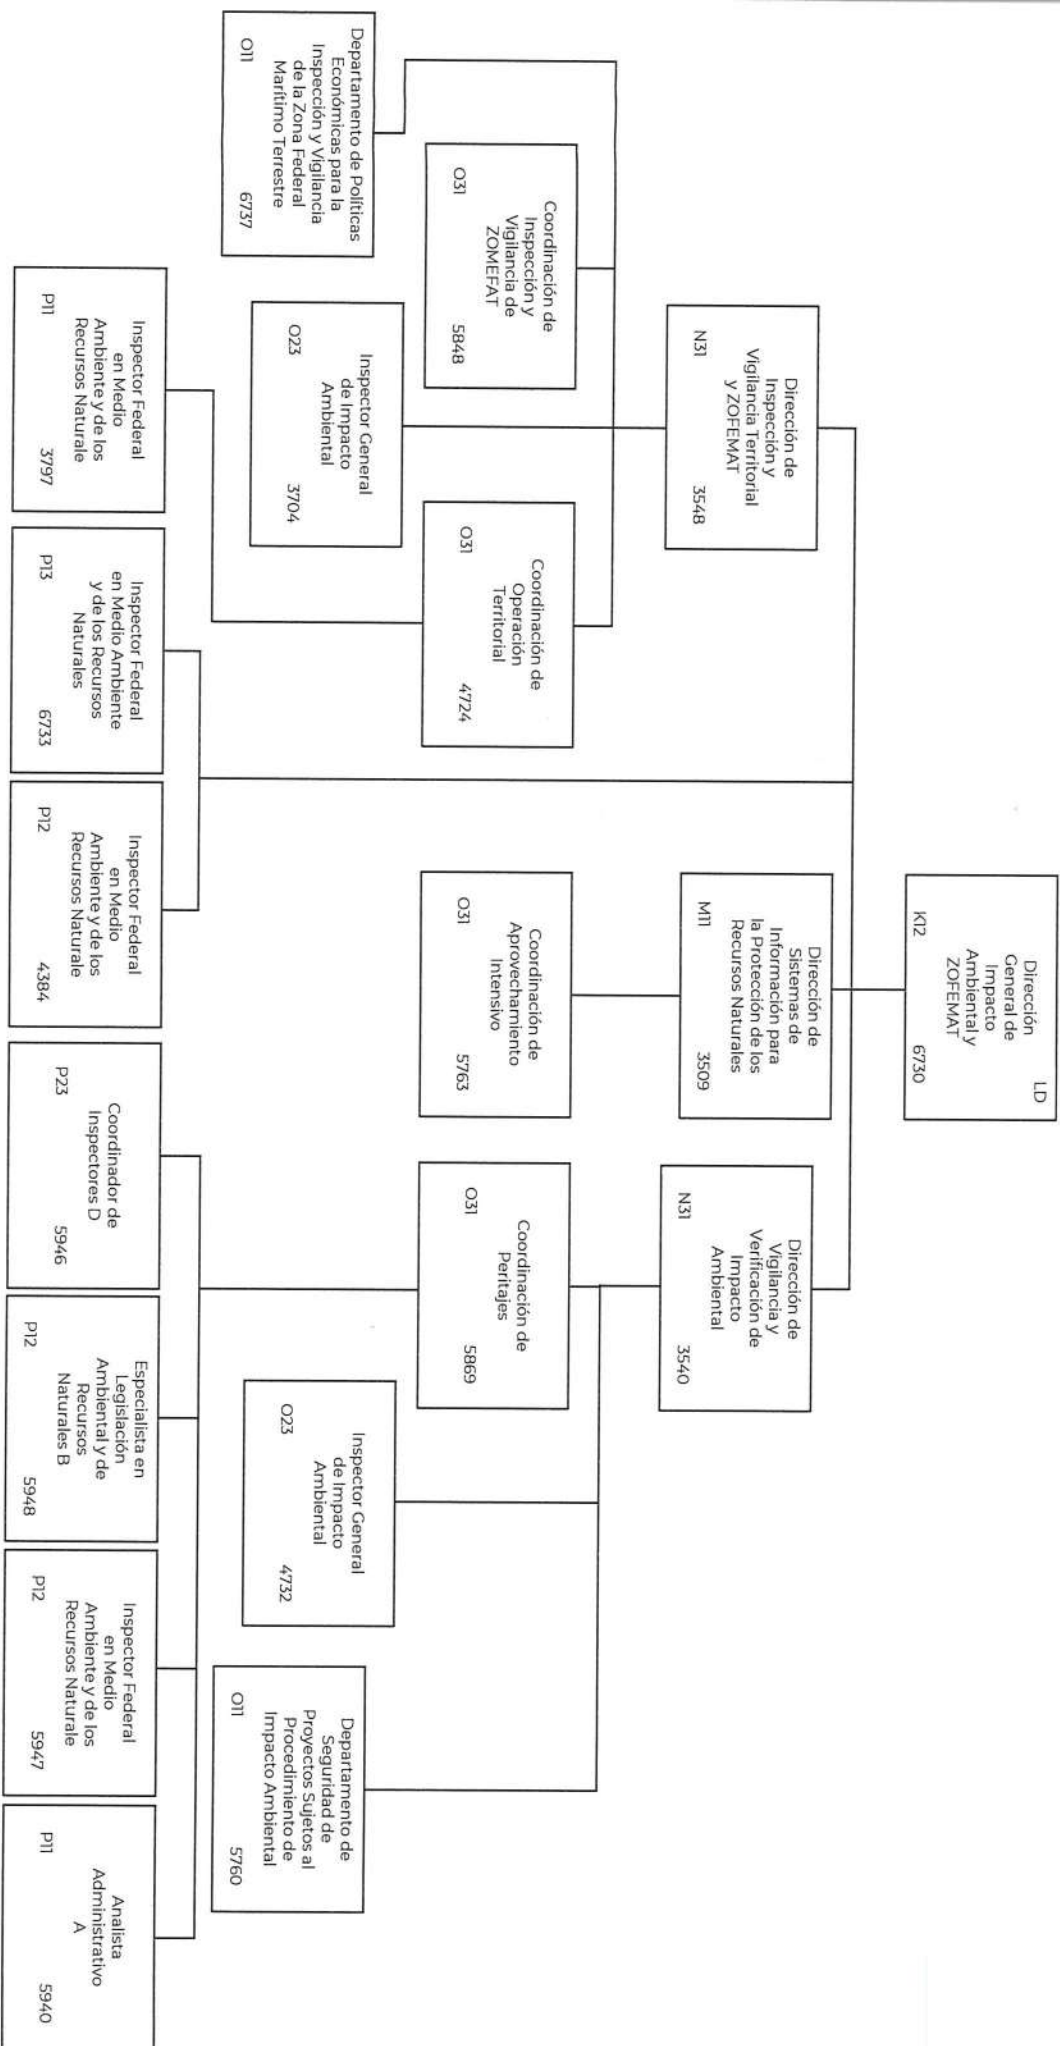 LD
Dirección
General de
Impacto
Ambiental y
ZOFEMAT
K12 6730
Dirección de
Inspección y
Vigilancia Territorial
y ZOFEMAT
N31 3548
Dirección de
Sistemas de
Información para
la Protección de los
Recursos Naturales
M11 3509
Dirección de
Vigilancia y
Verificación de
Impacto
Ambiental
N31 3540
Coordinación de
Inspección y
Vigilancia de
ZOMEFAT
O31 5848
Coordinación de
Operación
Territorial
O31 4724
Coordinación de
Aprovechamiento
Intensivo
O31 5763
Coordinación de
Peritajes
O31 5869
Departamento de Políticas
Económicas para la
Inspección y Vigilancia
de la Zona Federal
Marítimo Terrestre
O11 6737
Inspector General
de Impacto
Ambiental
O23 3704
Inspector General
de Impacto
Ambiental
O23 4732
Departamento de
Seguridad de
Proyectos Sujetos al
Procedimiento de
Impacto Ambiental
O11 5760
Inspector Federal
en Medio
Ambiente y de los
Recursos Naturale
P11 3797
Inspector Federal
en Medio Ambiente
y de los Recursos
Naturales
P13 6733
Inspector Federal
en Medio
Ambiente y de los
Recursos Naturale
P12 4384
Coordinador de
Inspectores D
P23 5946
Especialista en
Legislación
Ambiental y de
Recursos
Naturales B
P12 5948
Inspector Federal
en Medio
Ambiente y de los
Recursos Naturale
P12 5947
Analista
Administrativo
A
P11 5940